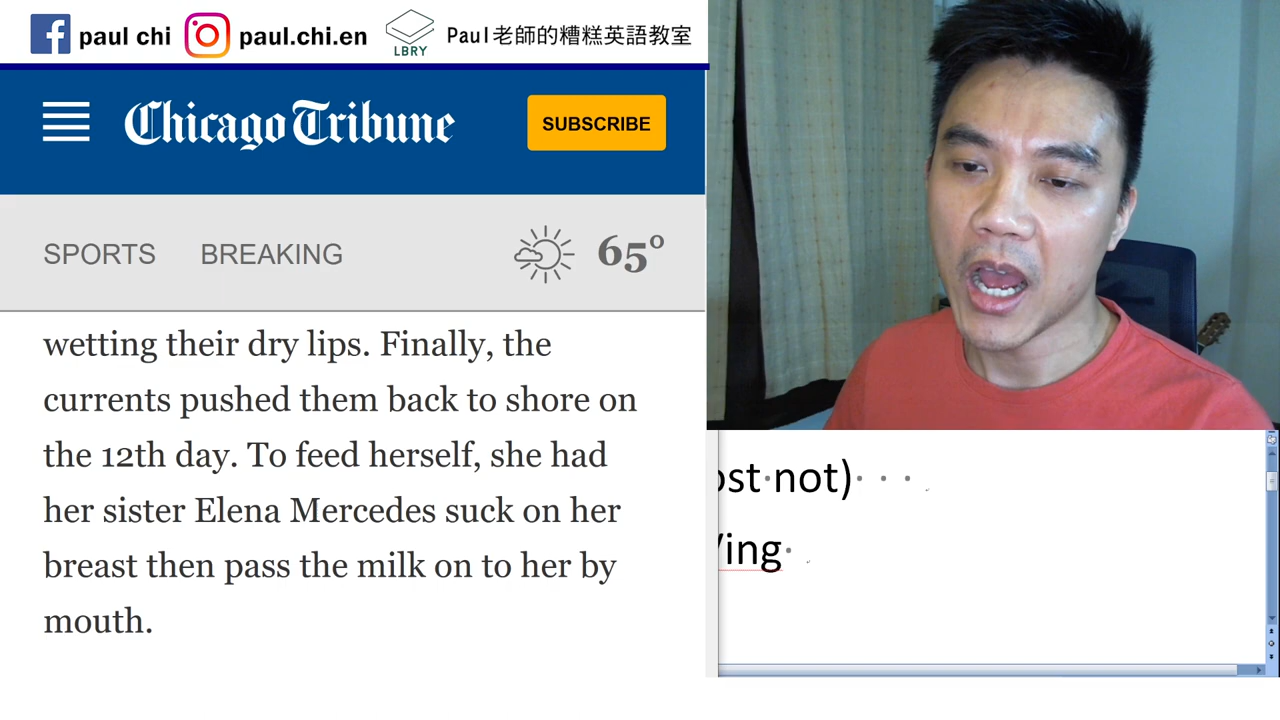 paul chi paul.chi.en LBRY Paul老師的糟糕英語教室
Chicago Tribune SUBSCRIBE
SPORTS BREAKING 65°
wetting their dry lips. Finally, the
currents pushed them back to shore on
the 12th day. To feed herself, she had
her sister Elena Mercedes suck on her
breast then pass the milk on to her by
mouth.
ost not)
Ving